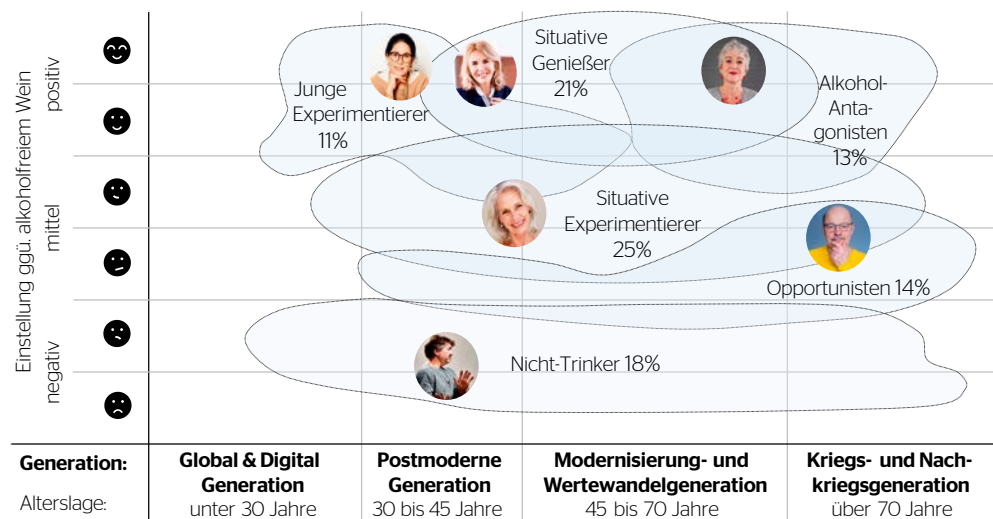 Einstellung ggü. alkoholfreiem Wein
positiv
mittel
negativ
Junge
Experimentierer
11%
Situative
Genießer
21%
Alkohol-
Anta-
gonisten
13%
Situative
Experimentierer
25%
Opportunisten 14%
Nicht-Trinker 18%
Generation:
Global & Digital
Generation
Postmoderne
Generation
Modernisierung- und
Wertewandelgeneration
Kriegs- und Nach-
kriegsgeneration
Alterslage:
unter 30 Jahre
30 bis 45 Jahre
45 bis 70 Jahre
über 70 Jahre